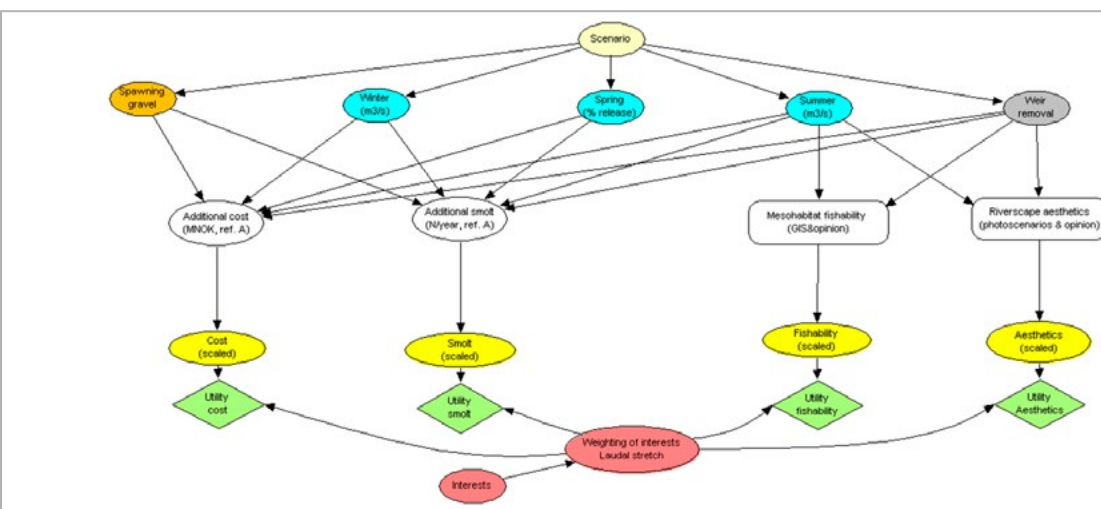 Scenario
Spawning
gravel
Winter
(m3/s)
Spring
(% release)
Summer
(m3/s)
Weir
removal
Additional cost
(MNOK, ref. A)
Additional smolt
(N/year, ref. A)
Mesohabitat fishability
(GIS&opinion)
Riverscape aesthetics
(photoscenarios & opinion)
Cost
(scaled)
Smolt
(scaled)
Fishability
(scaled)
Aesthetics
(scaled)
Utility
cost
Utility
smolt
Utility
fishability
Utility
Aesthetics
Weighting of interests
Laudal stretch
Interests